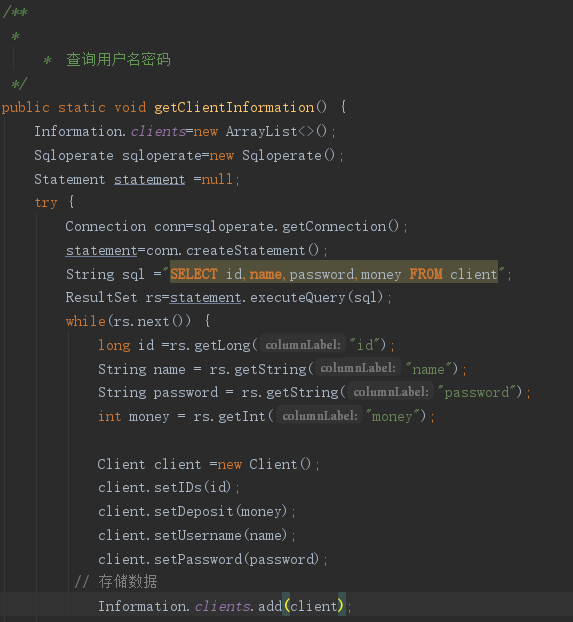 /**
 *
 * 查询用户名密码
 */
public static void getClientInformation() {
Information.clients=new ArrayList<>();
Sqloperate sqloperate=new Sqloperate();
Statement statement =null;
try {
Connection conn=sqloperate.getConnection();
statement=conn.createStatement();
String sql ="SELECT id,name,password,money FROM client";
ResultSet rs=statement.executeQuery(sql);
while(rs.next()) {
long id =rs.getLong( columnLabel: "id");
String name = rs.getString( columnLabel: "name");
String password = rs.getString( columnLabel: "password");
int money = rs.getInt( columnLabel: "money");
Client client =new Client();
client.setIDs(id);
client.setDeposit(money);
client.setUsername(name);
client.setPassword(password);
// 存储数据
Information.clients.add(client);